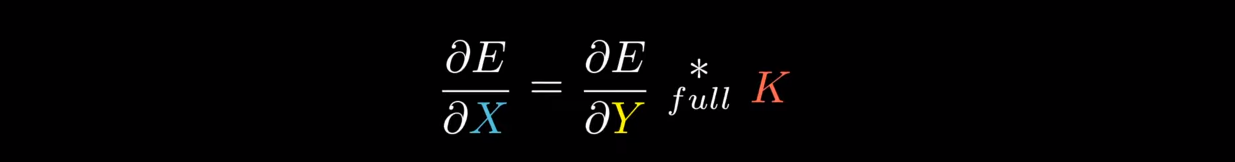 ∂E/∂X = ∂E/∂Y * full K